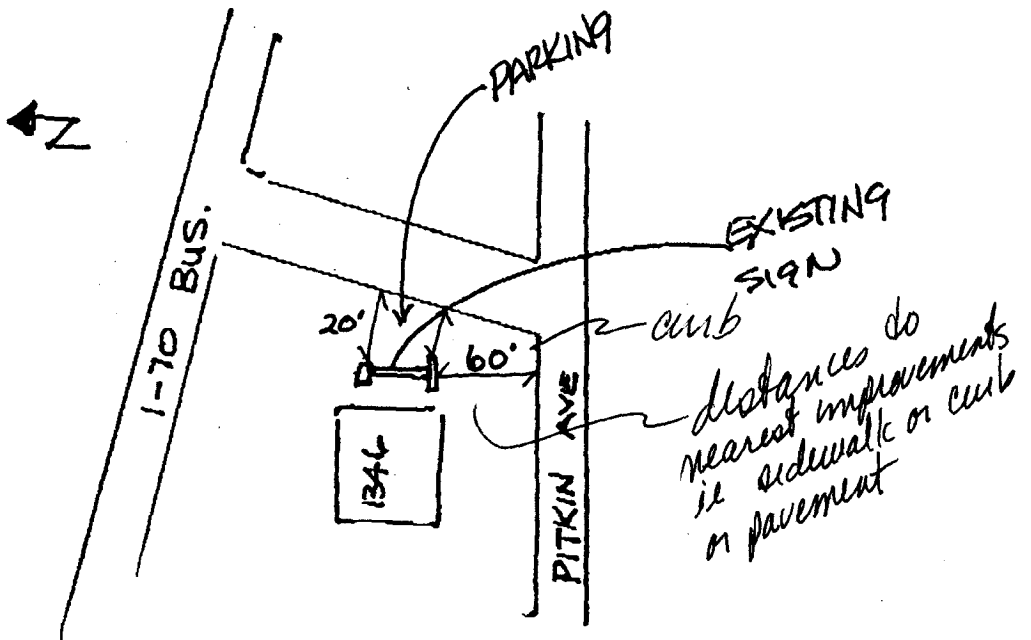 PARKING
N
I-70 BUS.
EXISTING
SIGN
20'
60'
curb
distances to
nearest improvements
ie sidewalk or curb
or pavement
1346
PITKIN AVE